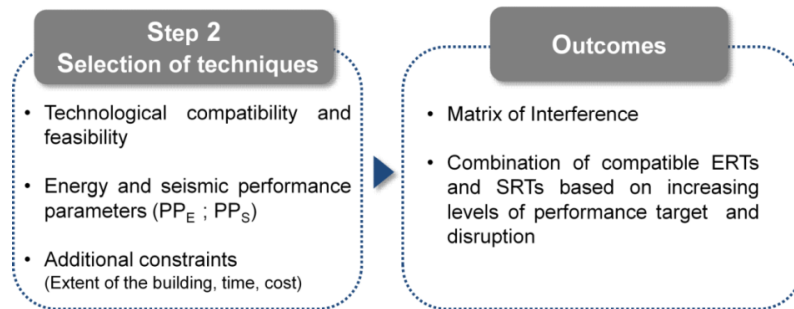 Step 2
Selection of techniques
• Technological compatibility and
feasibility
• Energy and seismic performance
parameters (PPE ; PPS)
• Additional constraints
(Extent of the building, time, cost)
Outcomes
• Matrix of Interference
• Combination of compatible ERTs
and SRTs based on increasing
levels of performance target and
disruption